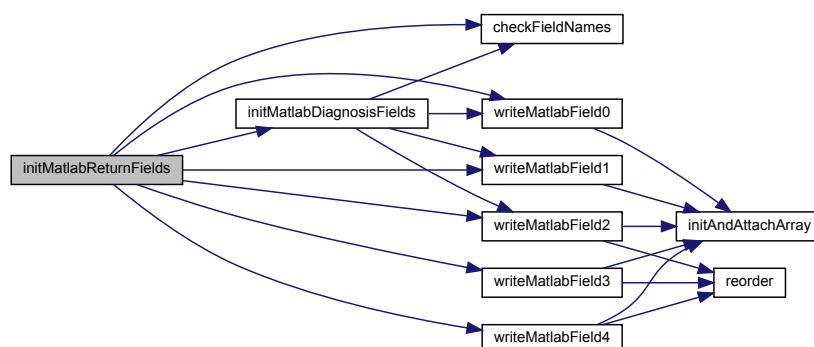 checkFieldNames
initMatlabDiagnosisFields
writeMatlabField0
initMatlabReturnFields
writeMatlabField1
writeMatlabField2
initAndAttachArray
writeMatlabField3
reorder
writeMatlabField4